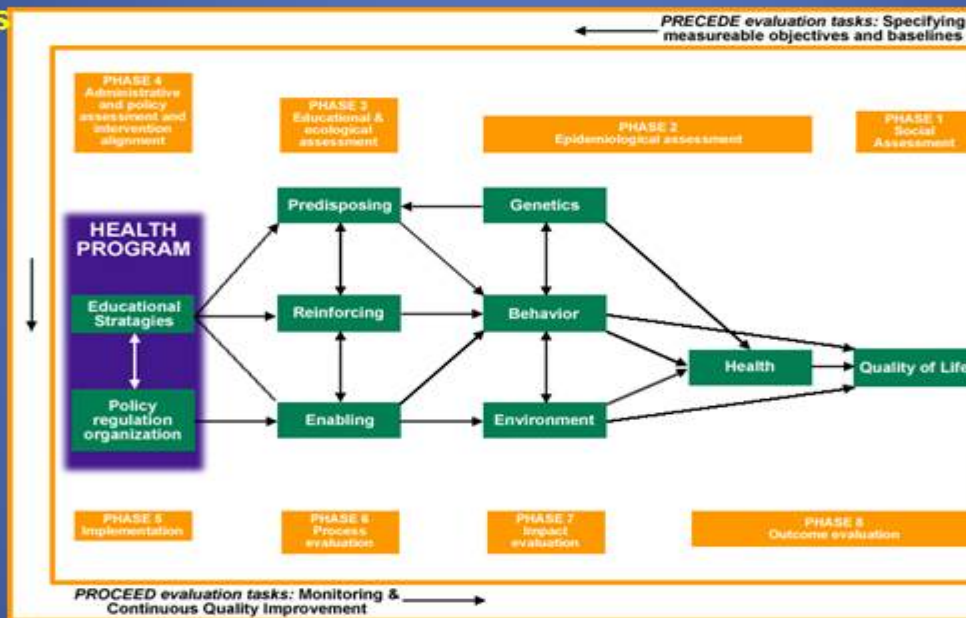 s
PRECEDE evaluation tasks: Specifying
measureable objectives and baselines
PHASE 4
Administrative
and policy
assessment and
intervention
alignment
PHASE 3
Educational &
ecological
assessment
PHASE 2
Epidemiological assessment
PHASE 1
Social
Assessment
HEALTH
PROGRAM
Educational
Stratagies
Policy
regulation
organization
Predisposing
Reinforcing
Enabling
Genetics
Behavior
Environment
Health
Quality of Life
PHASE 5
Implementation
PHASE 6
Process
evaluation
PHASE 7
Impact
evaluation
PHASE 8
Outcome evaluation
PROCEED evaluation tasks: Monitoring &
Continuous Quality Improvement